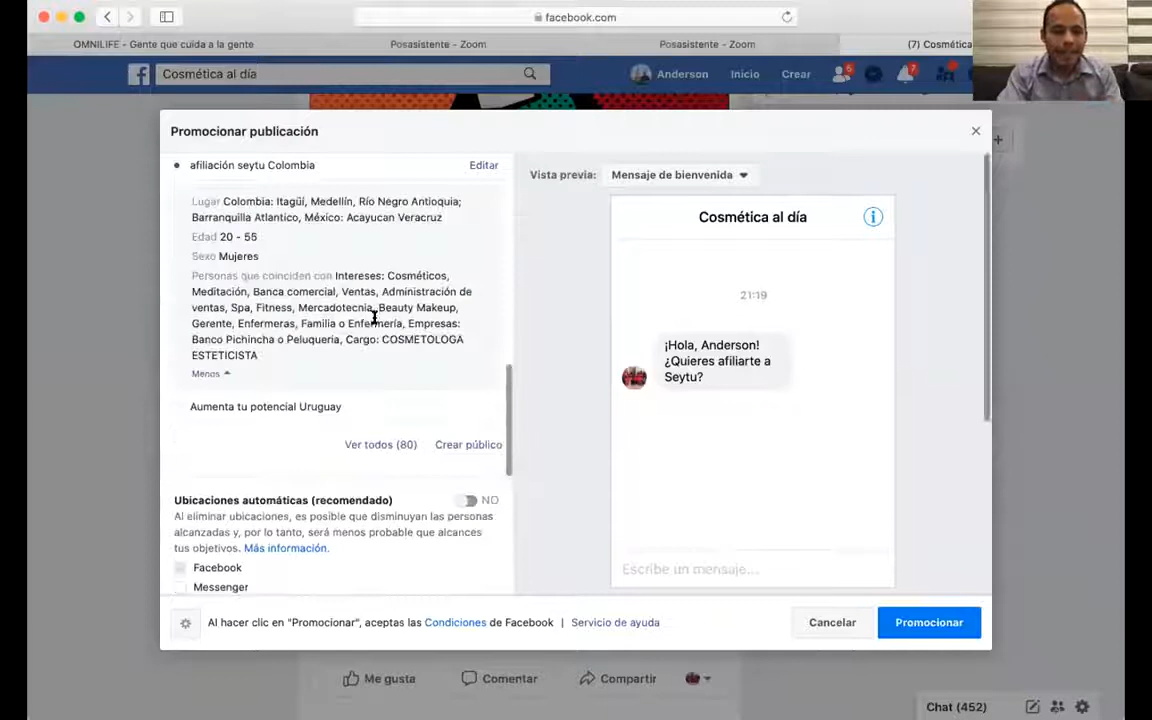 facebook.com
OMNILIFE - Gente que cuida a la gente
Posasistente - Zoom
Posasistente - Zoom
(7) Cosmética
Cosmética al día
Anderson
Inicio
Crear
5
7
Promocionar publicación
afiliación seytu Colombia
Editar
Lugar Colombia: Itagüí, Medellín, Río Negro Antioquia;
Barranquilla Atlantico, México: Acayucan Veracruz
Edad 20 - 55
Sexo Mujeres
Personas que coinciden con Intereses: Cosméticos,
Meditación, Banca comercial, Ventas, Administración de
ventas, Spa, Fitness, Mercadotecnia, Beauty Makeup,
Gerente, Enfermeras, Familia o Enfermería, Empresas:
Banco Pichincha o Peluqueria, Cargo: COSMETOLOGA
ESTETICISTA
Menos
Aumenta tu potencial Uruguay
Ver todos (80)
Crear público
Ubicaciones automáticas (recomendado)
NO
Al eliminar ubicaciones, es posible que disminuyan las personas
alcanzadas y, por lo tanto, será menos probable que alcances
tus objetivos. Más información.
Facebook
Messenger
Vista previa:
Mensaje de bienvenida
Cosmética al día
21:19
¡Hola, Anderson!
¿Quieres afiliarte a
Seytu?
Escribe un mensaje...
Al hacer clic en "Promocionar", aceptas las Condiciones de Facebook | Servicio de ayuda
Cancelar
Promocionar
Me gusta
Comentar
Compartir
Chat (452)